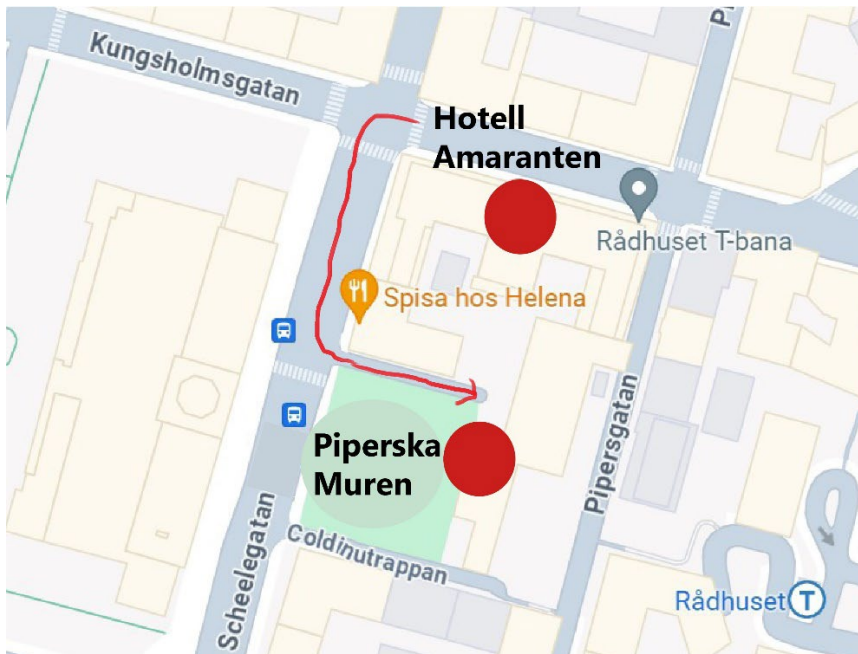 Kungsholmsgatan
Hotell
Amaranten
Rådhuset T-bana
Spisa hos Helena
Piperska
Muren
Pipersgatan
Scheelegatan
Coldinutrappan
Rådhuset T